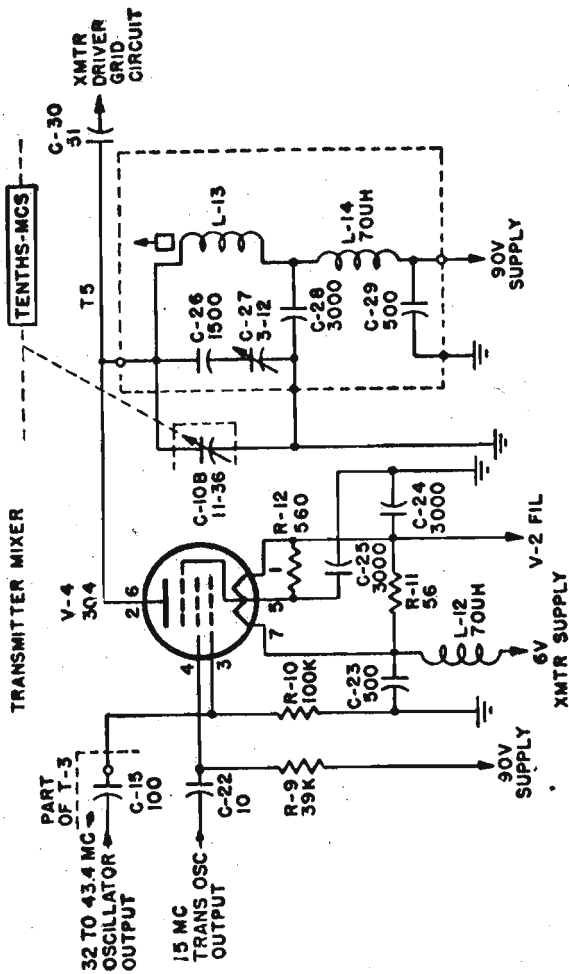 TRANSMITTER MIXER
TENTHS-MCS
XMTR
DRIVER
GRID
CIRCUIT
C-30
51
T5
V-4
3Q4
2 6
4
3
5
1
7
PART
OF T-3
32 TO 43.4 MC
OSCILLATOR
OUTPUT
C-15
100
15 MC
TRANS OSC
OUTPUT
C-22
10
R-9
39K
90V
SUPPLY
R-10
100K
C-23
500
L-12
70UH
6V
XMTR SUPPLY
R-11
56
R-12
560
C-25
3000
C-24
3000
V-2 FIL
C-10B
11-36
C-26
1500
C-27
3-12
C-28
3000
C-29
500
L-13
L-14
70UH
90V
SUPPLY